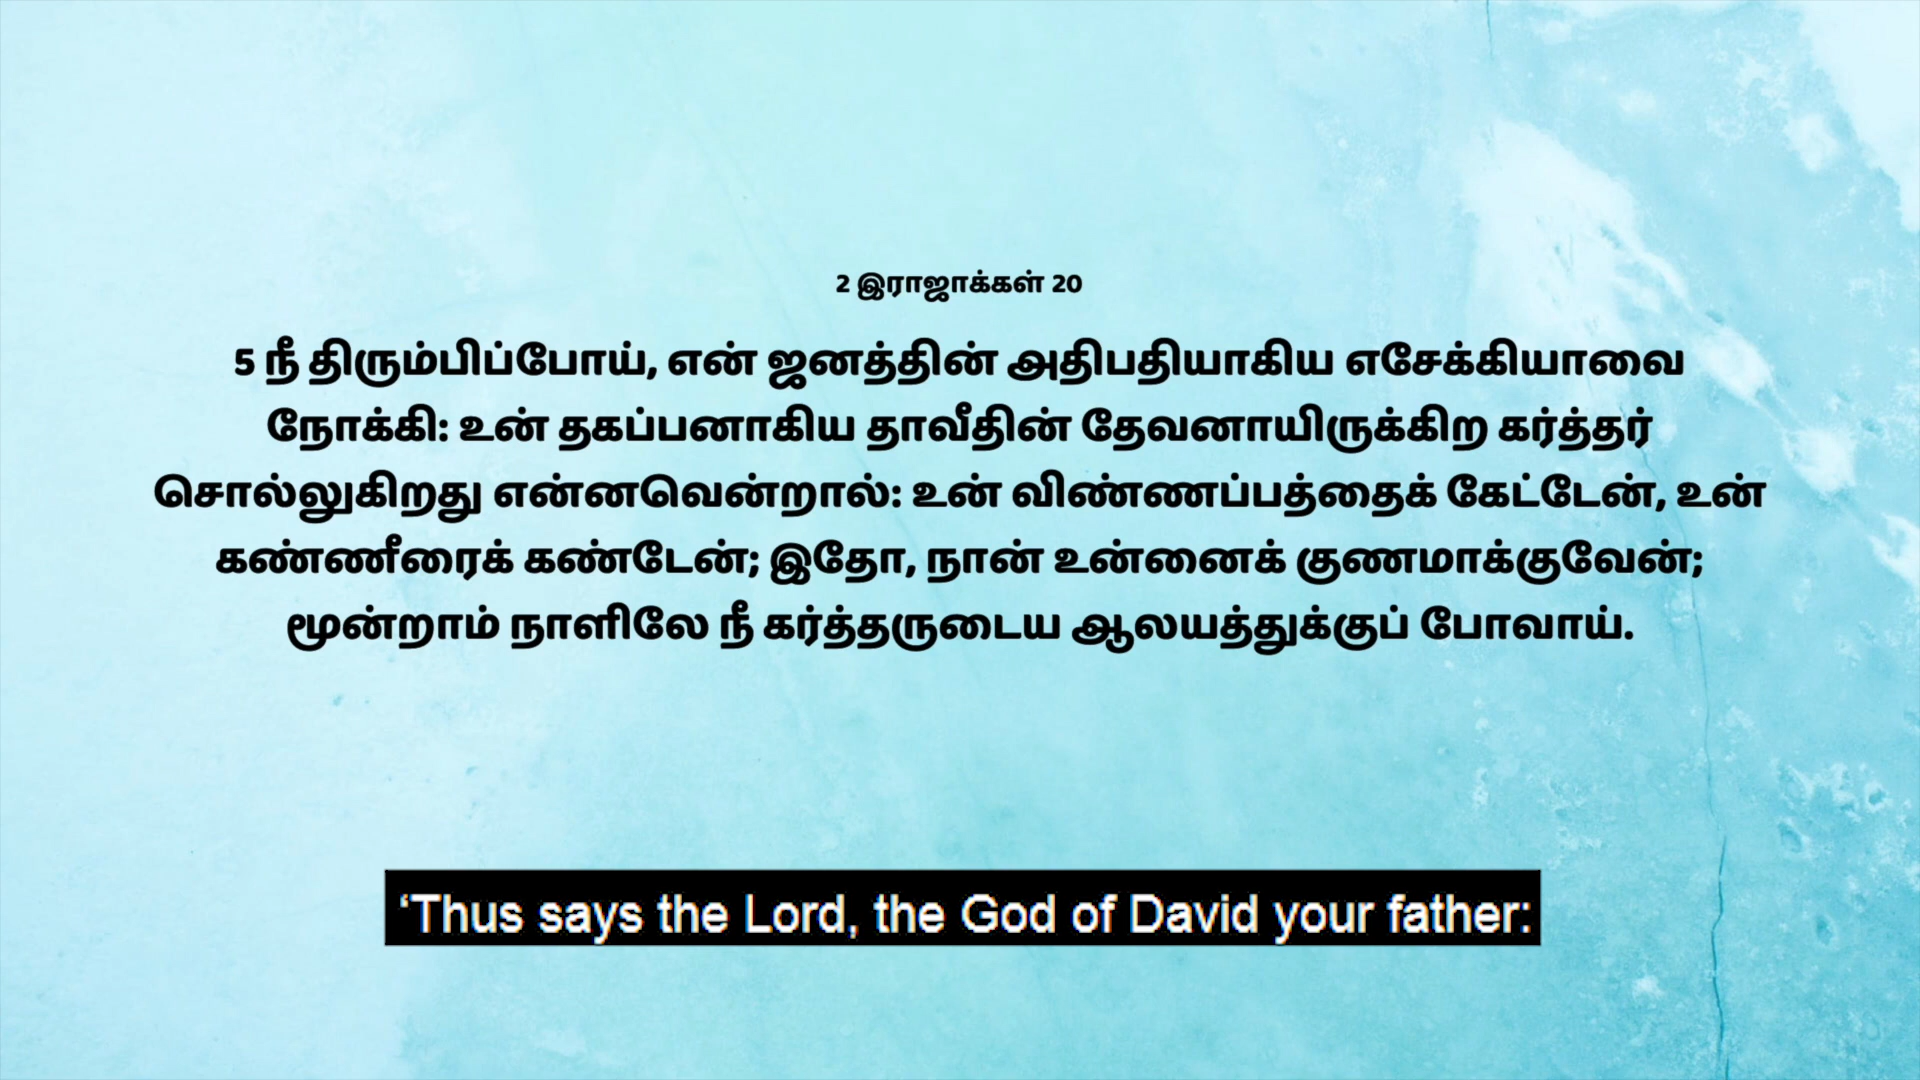 2 இராஜாக்கள் 20
5 நீ திரும்பிப்போய், என் ஜனத்தின் அதிபதியாகிய எசேக்கியாவை
நோக்கி: உன் தகப்பனாகிய தாவீதின் தேவனாயிருக்கிற கர்த்தர்
சொல்லுகிறது என்னவென்றால்: உன் விண்ணப்பத்தைக் கேட்டேன், உன்
கண்ணீரைக் கண்டேன்; இதோ, நான் உன்னைக் குணமாக்குவேன்;
மூன்றாம் நாளிலே நீ கர்த்தருடைய ஆலயத்துக்குப் போவாய்.
‘Thus says the Lord, the God of David your father: